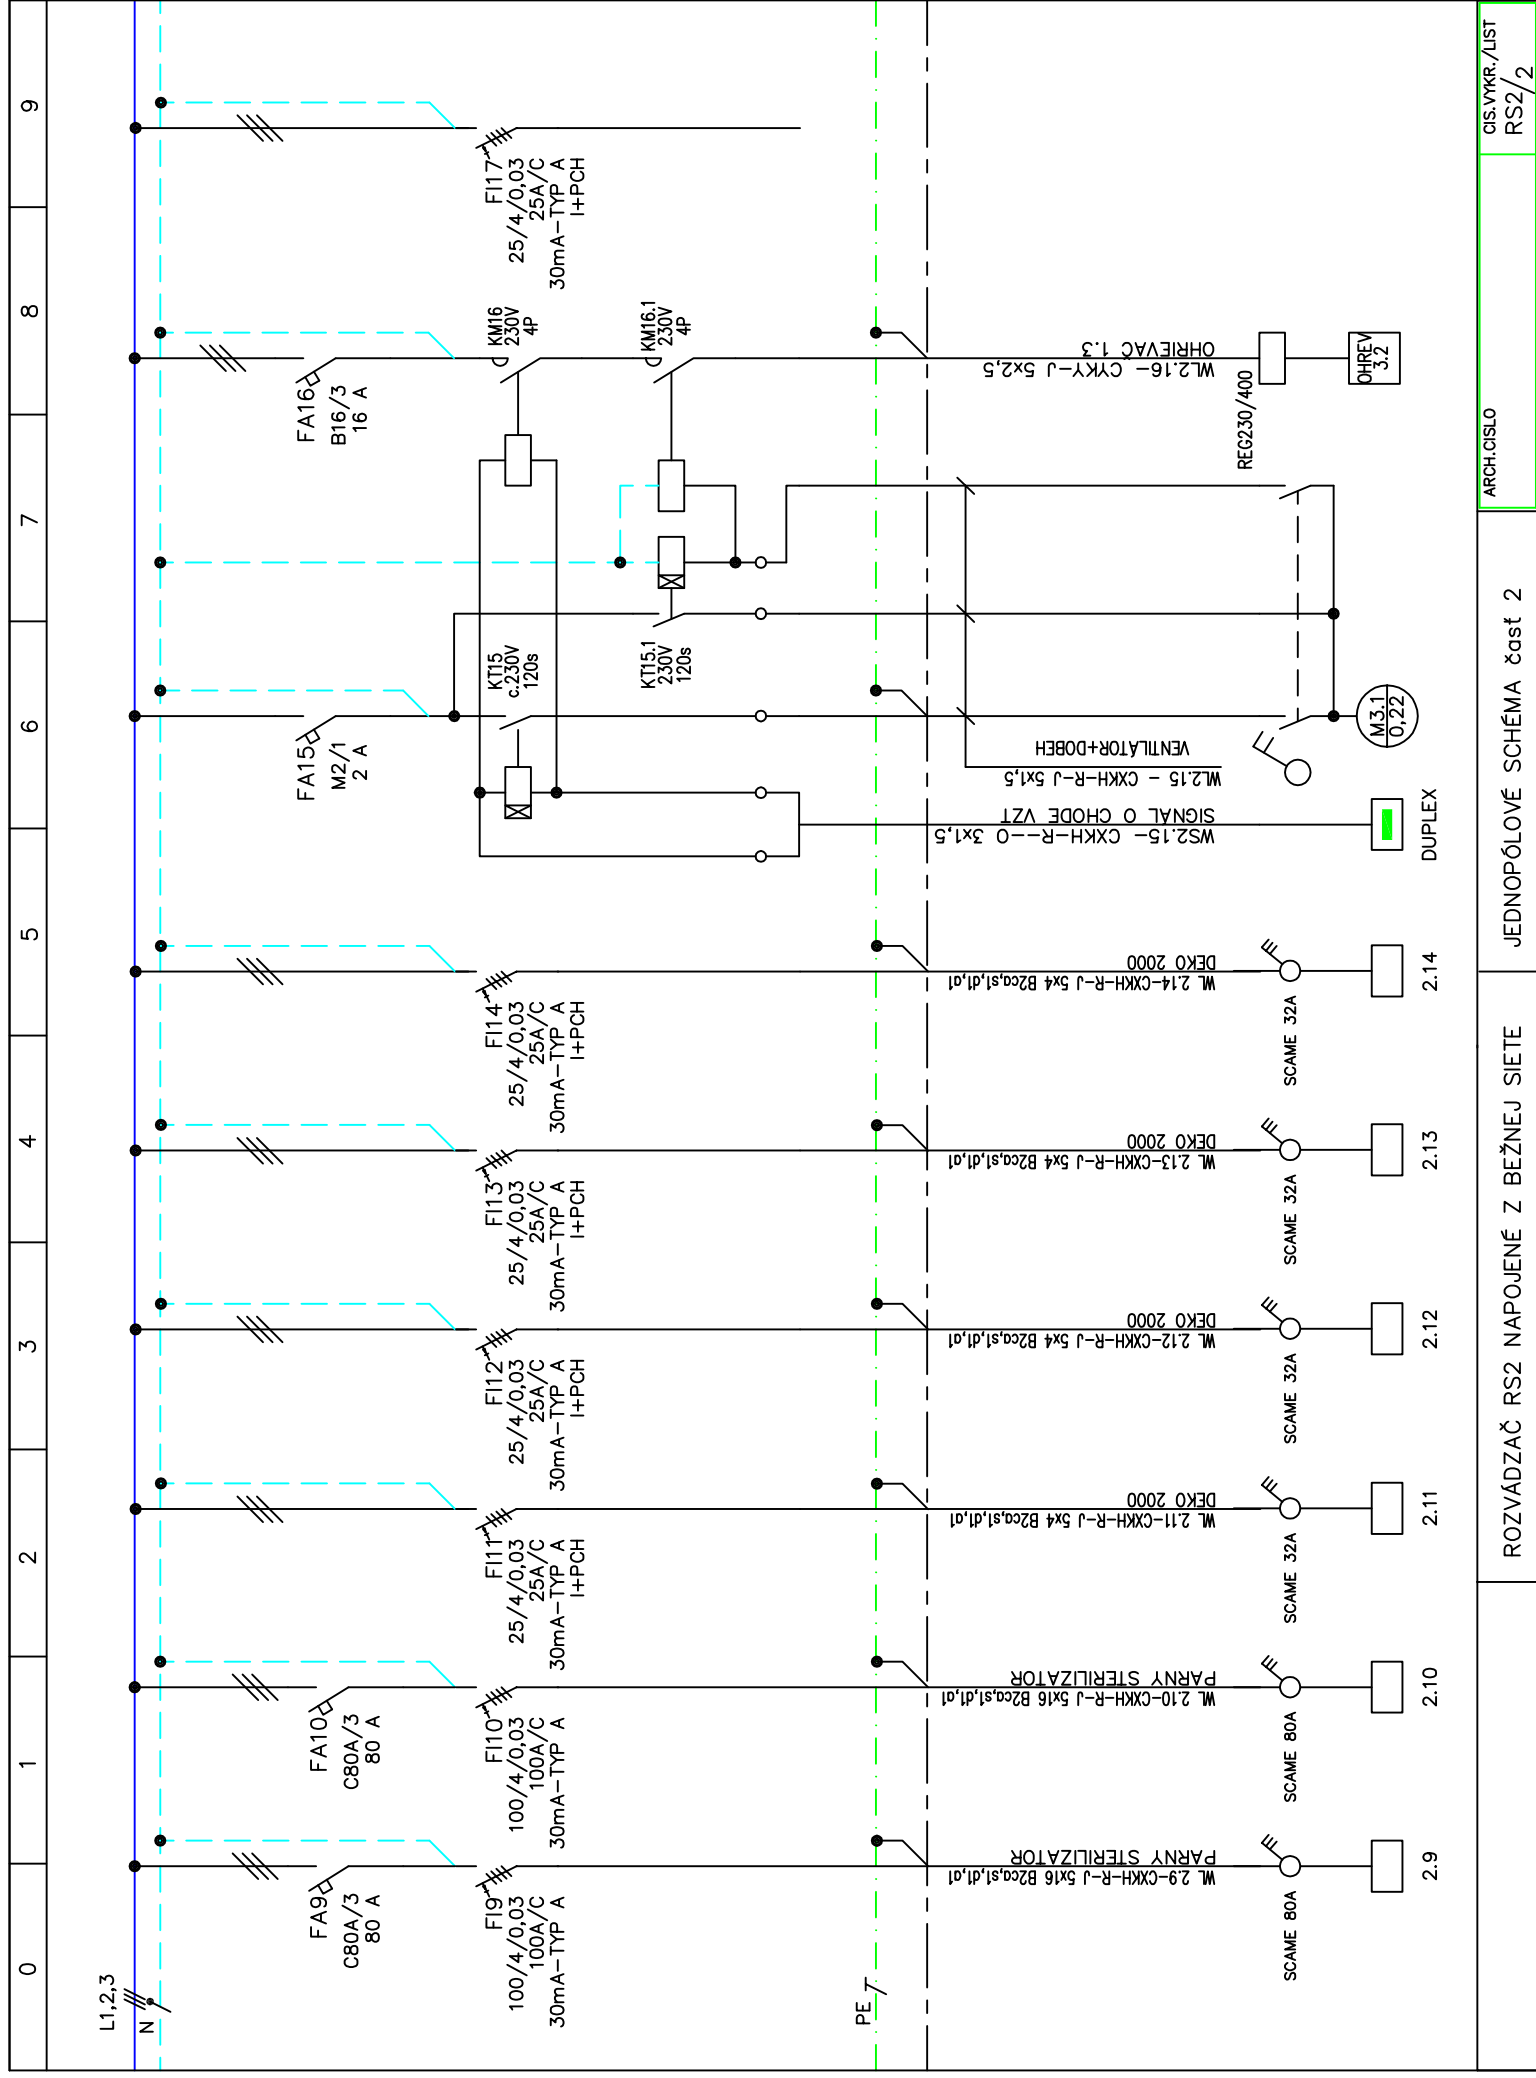 0
1
2
3
4
5
6
7
8
9
L1,2,3
N
PE
FA9
C80A/3
80 A
FI9
100/4/0,03
100A/C
30mA-TYP A
WL 2.9-CXKH-R-J 5x16 B2ca,s1,d1,a1
PARNY STERILIZATOR
SCAME 80A
2.9
FA10
C80A/3
80 A
FI10
100/4/0,03
100A/C
30mA-TYP A
WL 2.10-CXKH-R-J 5x16 B2ca,s1,d1,a1
PARNY STERILIZATOR
SCAME 80A
2.10
FI11
25/4/0,03
25A/C
30mA-TYP A
I+PCH
WL 2.11-CXKH-R-J 5x4 B2ca,s1,d1,a1
DEKO 2000
SCAME 32A
2.11
FI12
25/4/0,03
25A/C
30mA-TYP A
I+PCH
WL 2.12-CXKH-R-J 5x4 B2ca,s1,d1,a1
DEKO 2000
SCAME 32A
2.12
FI13
25/4/0,03
25A/C
30mA-TYP A
I+PCH
WL 2.13-CXKH-R-J 5x4 B2ca,s1,d1,a1
DEKO 2000
SCAME 32A
2.13
FI14
25/4/0,03
25A/C
30mA-TYP A
I+PCH
WL 2.14-CXKH-R-J 5x4 B2ca,s1,d1,a1
DEKO 2000
SCAME 32A
2.14
FA15
M2/1
2 A
KT15
c.230V
120s
KT15.1
230V
120s
WS2.15- CXKH-R--O 3x1,5
SIGNAL O CHODE VZT
DUPLEX
WL2.15 - CXKH-R-J 5x1,5
VENTILÁTOR+DOBEH
M3.1
0,22
FA16
B16/3
16 A
KM16
230V
4P
KM16.1
230V
4P
WL2.16- CYKY-J 5x2,5
OHRIEVAČ 1.3
REG230/400
OHREV
3.2
FI17
25/4/0,03
25A/C
30mA-TYP A
I+PCH
ROZVÁDZAČ RS2 NAPOJENÉ Z BEŽNEJ SIETE
JEDNOPÓLOVÉ SCHÉMA časť 2
ARCH.CISLO
CIS.VYKR./LIST
RS2/2